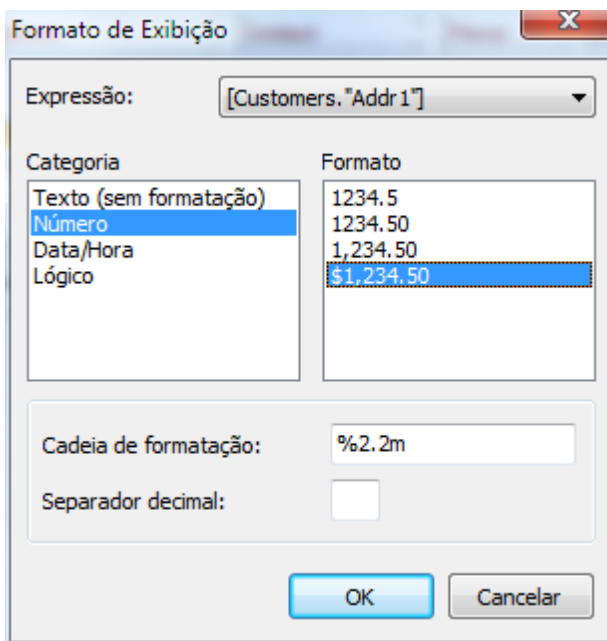 Formato de Exibição
Expressão: [Customers."Addr1"]
Categoria
Texto (sem formatação)
Número
Data/Hora
Lógico
Formato
1234.5
1234.50
1,234.50
$1,234.50
Cadeia de formatação: %2.2m
Separador decimal:
OK Cancelar